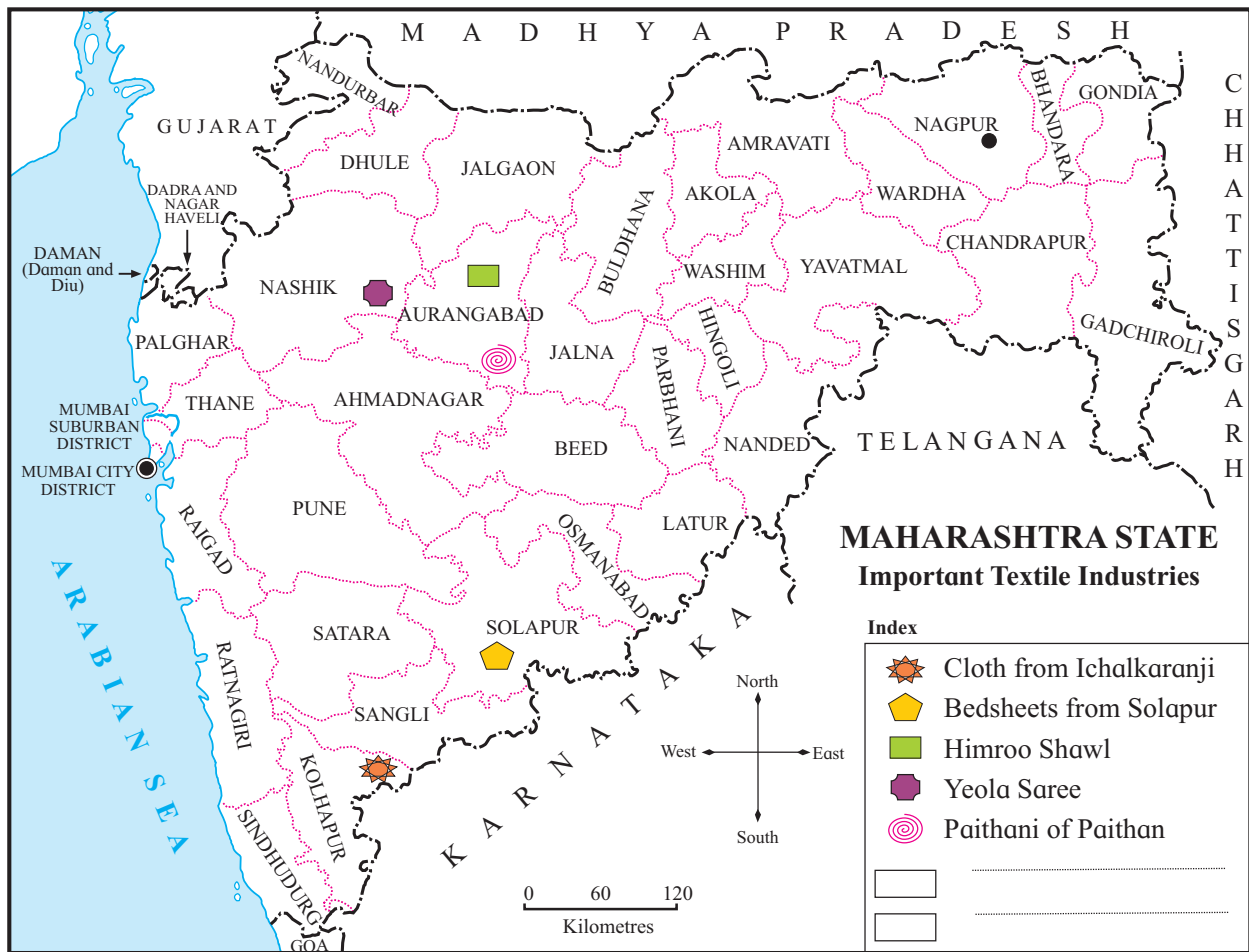 MADHYA PRADESH
NANDURBAR
GUJARAT
DHULE
JALGAON
BULDHANA
AKOLA
AMRAVATI
NAGPUR
WARDHA
BHANDARA
GONDIA
CHHATTISGARH
DADRA AND
NAGAR
HAVELI
DAMAN
(Daman and
Diu)
NASHIK
AURANGABAD
WASHIM
YAVATMAL
CHANDRAPUR
GADCHIROLI
PALGHAR
THANE
AHMADNAGAR
JALNA
PARBHANI
HINGOLI
MUMBAI
SUBURBAN
DISTRICT
MUMBAI CITY
DISTRICT
BEED
NANDED
TELANGANA
PUNE
RAIGAD
LATUR
OSMANABAD
ARABIAN SEA
SATARA
SOLAPUR
RATNAGIRI
SANGLI
KOLHAPUR
SINDHUDURG
GOA
KARNATAKA
MAHARASHTRA STATE
Important Textile Industries
Index
Cloth from Ichalkaranji
Bedsheets from Solapur
Himroo Shawl
Yeola Saree
Paithani of Paithan
North
West
East
South
0 60 120
Kilometres